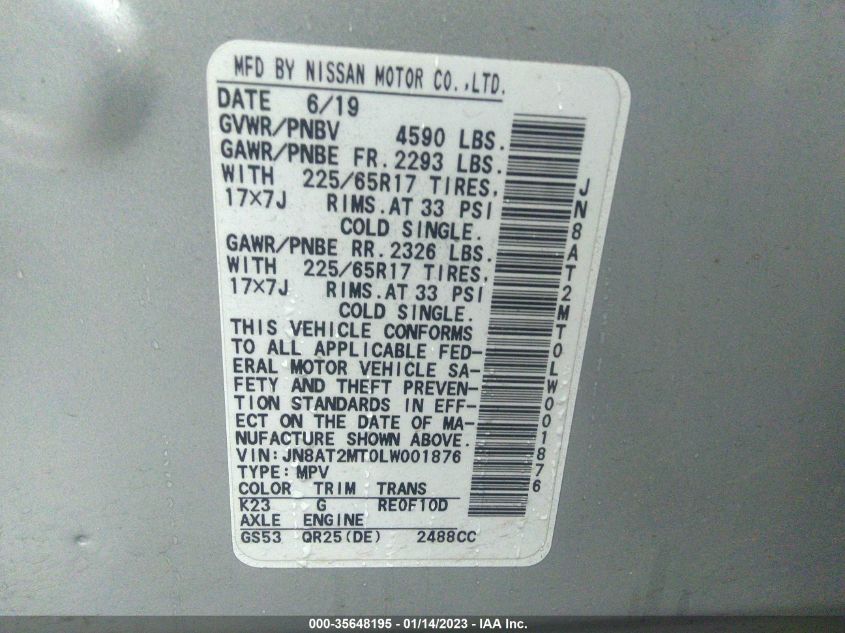 MFD BY NISSAN MOTOR CO.,LTD.
DATE 6/19
GVWR/PNBV 4590 LBS.
GAWR/PNBE FR. 2293 LBS.
WITH 225/65R17 TIRES,
17×7J RIMS.AT 33 PSI
COLD SINGLE.
GAWR/PNBE RR. 2326 LBS.
WITH 225/65R17 TIRES,
17×7J RIMS.AT 33 PSI
COLD SINGLE.
THIS VEHICLE CONFORMS
TO ALL APPLICABLE FED-
ERAL MOTOR VEHICLE SA-
FETY AND THEFT PREVEN-
TION STANDARDS IN EFF-
ECT ON THE DATE OF MA-
NUFACTURE SHOWN ABOVE.
VIN:JN8AT2MT0LW001876
TYPE:MPV
COLOR TRIM TRANS
K23 G RE0F10D
AXLE ENGINE
GS53 QR25(DE) 2488CC
JN8AT2MT0LW001876
000-35648195 - 01/14/2023 - IAA Inc.